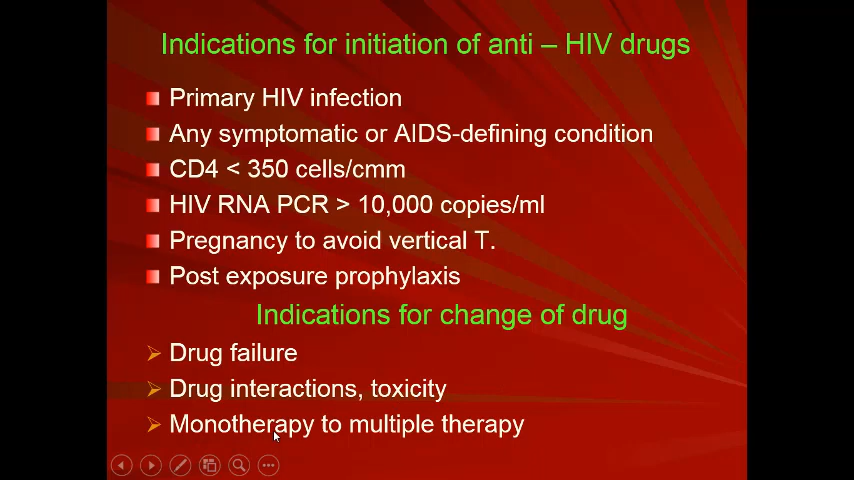 Indications for initiation of anti – HIV drugs
Primary HIV infection
Any symptomatic or AIDS-defining condition
CD4 < 350 cells/cmm
HIV RNA PCR > 10,000 copies/ml
Pregnancy to avoid vertical T.
Post exposure prophylaxis
Indications for change of drug
Drug failure
Drug interactions, toxicity
Monotherapy to multiple therapy